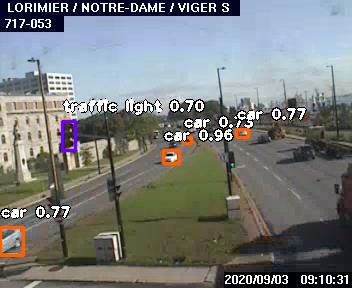 LORIMIER / NOTRE-DAME / VIGER S
717-053
traffic light 0.70
car 0.77
car 0.73
car 0.96
car 0.77
2020/09/03 09:10:31